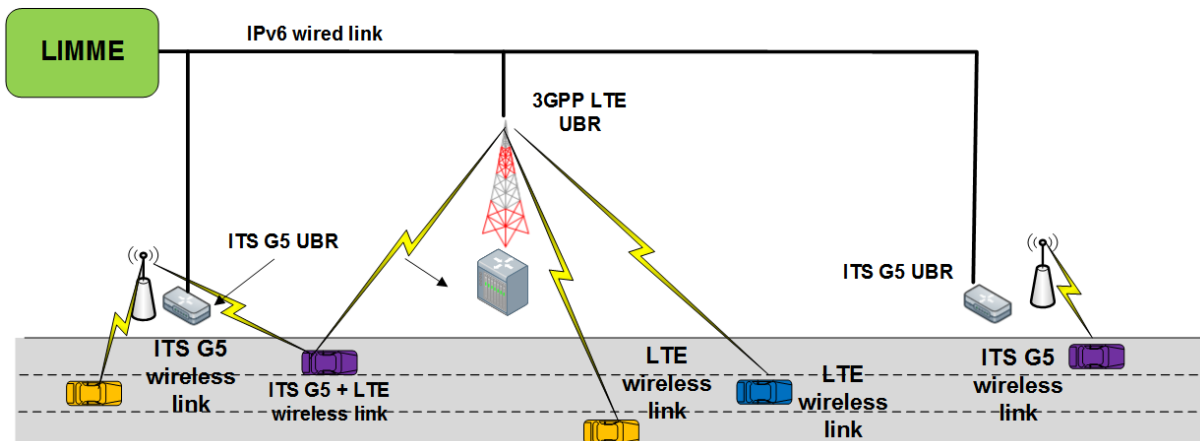 LIMME
IPv6 wired link
3GPP LTE
UBR
ITS G5 UBR
ITS G5 UBR
ITS G5
wireless
link
ITS G5 + LTE
wireless link
LTE
wireless
link
LTE
wireless
link
ITS G5
wireless
link